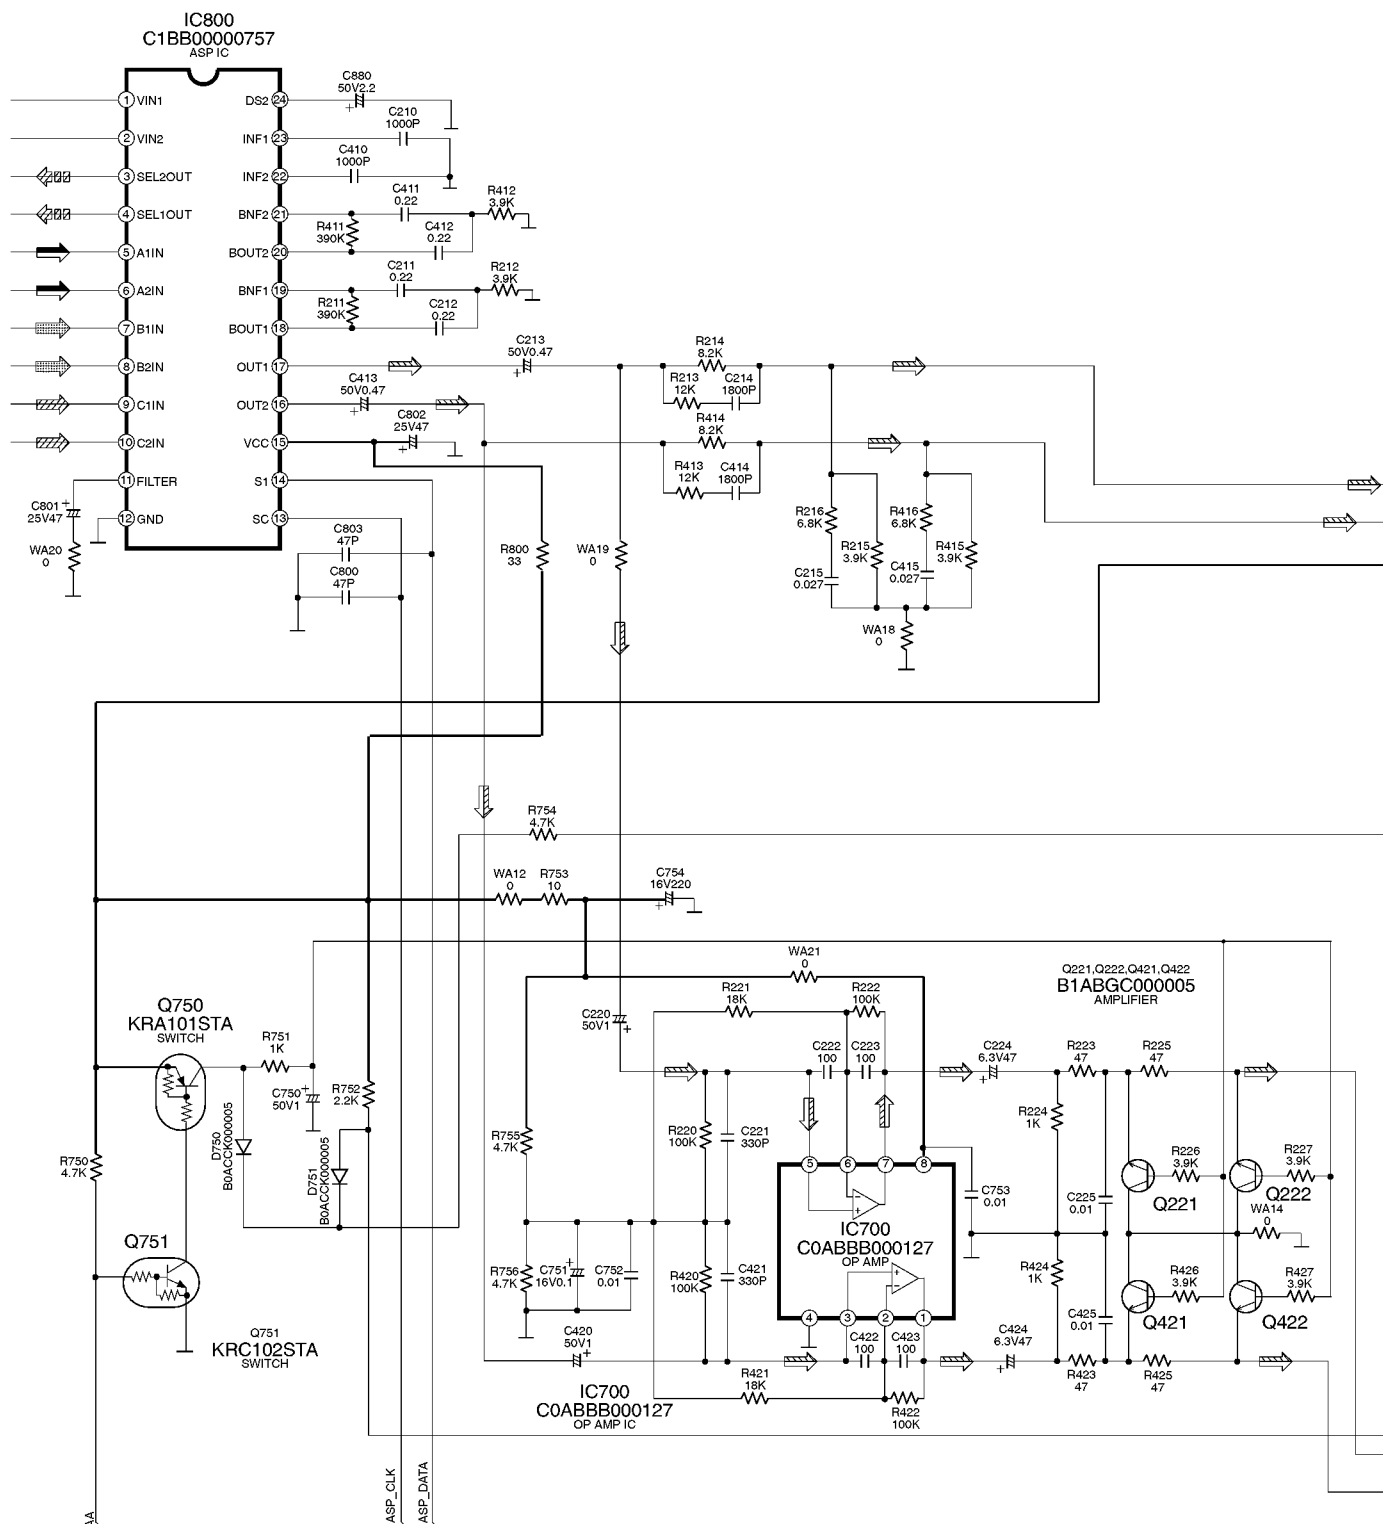 IC800
C1BB00000757
ASP IC
1 VIN1
2 VIN2
3 SEL2OUT
4 SEL1OUT
5 A1IN
6 A2IN
7 B1IN
8 B2IN
9 C1IN
10 C2IN
11 FILTER
12 GND
DS2 24
INF1 23
INF2 22
BNF2 21
BOUT2 20
BNF1 19
BOUT1 18
OUT1 17
OUT2 16
VCC 15
S1 14
SC 13
C880
50V2.2
+
C210
1000P
C410
1000P
C411
0.22
R412
3.9K
R411
390K
C412
0.22
C211
0.22
R212
3.9K
R211
390K
C212
0.22
C213
50V0.47
+
C413
50V0.47
+
C802
25V47
+
R214
8.2K
R213
12K
C214
1800P
R414
8.2K
R413
12K
C414
1800P
C801
25V47
+
WA20
0
C803
47P
C800
47P
R800
33
WA19
0
R216
6.8K
R215
3.9K
C215
0.027
R416
6.8K
R415
3.9K
C415
0.027
WA18
0
R754
4.7K
WA12
0
R753
10
C754
16V220
+
WA21
0
Q221,Q222,Q421,Q422
B1ABGC000005
AMPLIFIER
Q750
KRA101STA
SWITCH
R751
1K
C750
50V1
+
R752
2.2K
D750
B0ACCK000005
D751
B0ACCK000005
R750
4.7K
Q751
Q751
KRC102STA
SWITCH
C220
50V1
+
R221
18K
R222
100K
C222
100
C223
100
C224
6.3V47
+
R223
47
R225
47
R755
4.7K
R220
100K
C221
330P
R224
1K
R226
3.9K
R227
3.9K
Q221
Q222
C225
0.01
WA14
0
C753
0.01
5 6 7 8
-
+
IC700
C0ABBB000127
OP AMP
+
-
4 3 2 1
R756
4.7K
C751
16V0.1
+
C752
0.01
R420
100K
C421
330P
R424
1K
R426
3.9K
R427
3.9K
Q421
Q422
C425
0.01
C420
50V1
+
C422
100
C423
100
C424
6.3V47
+
R423
47
R425
47
R421
18K
R422
100K
IC700
C0ABBB000127
OP AMP IC
ASP_CLK
ASP_DATA